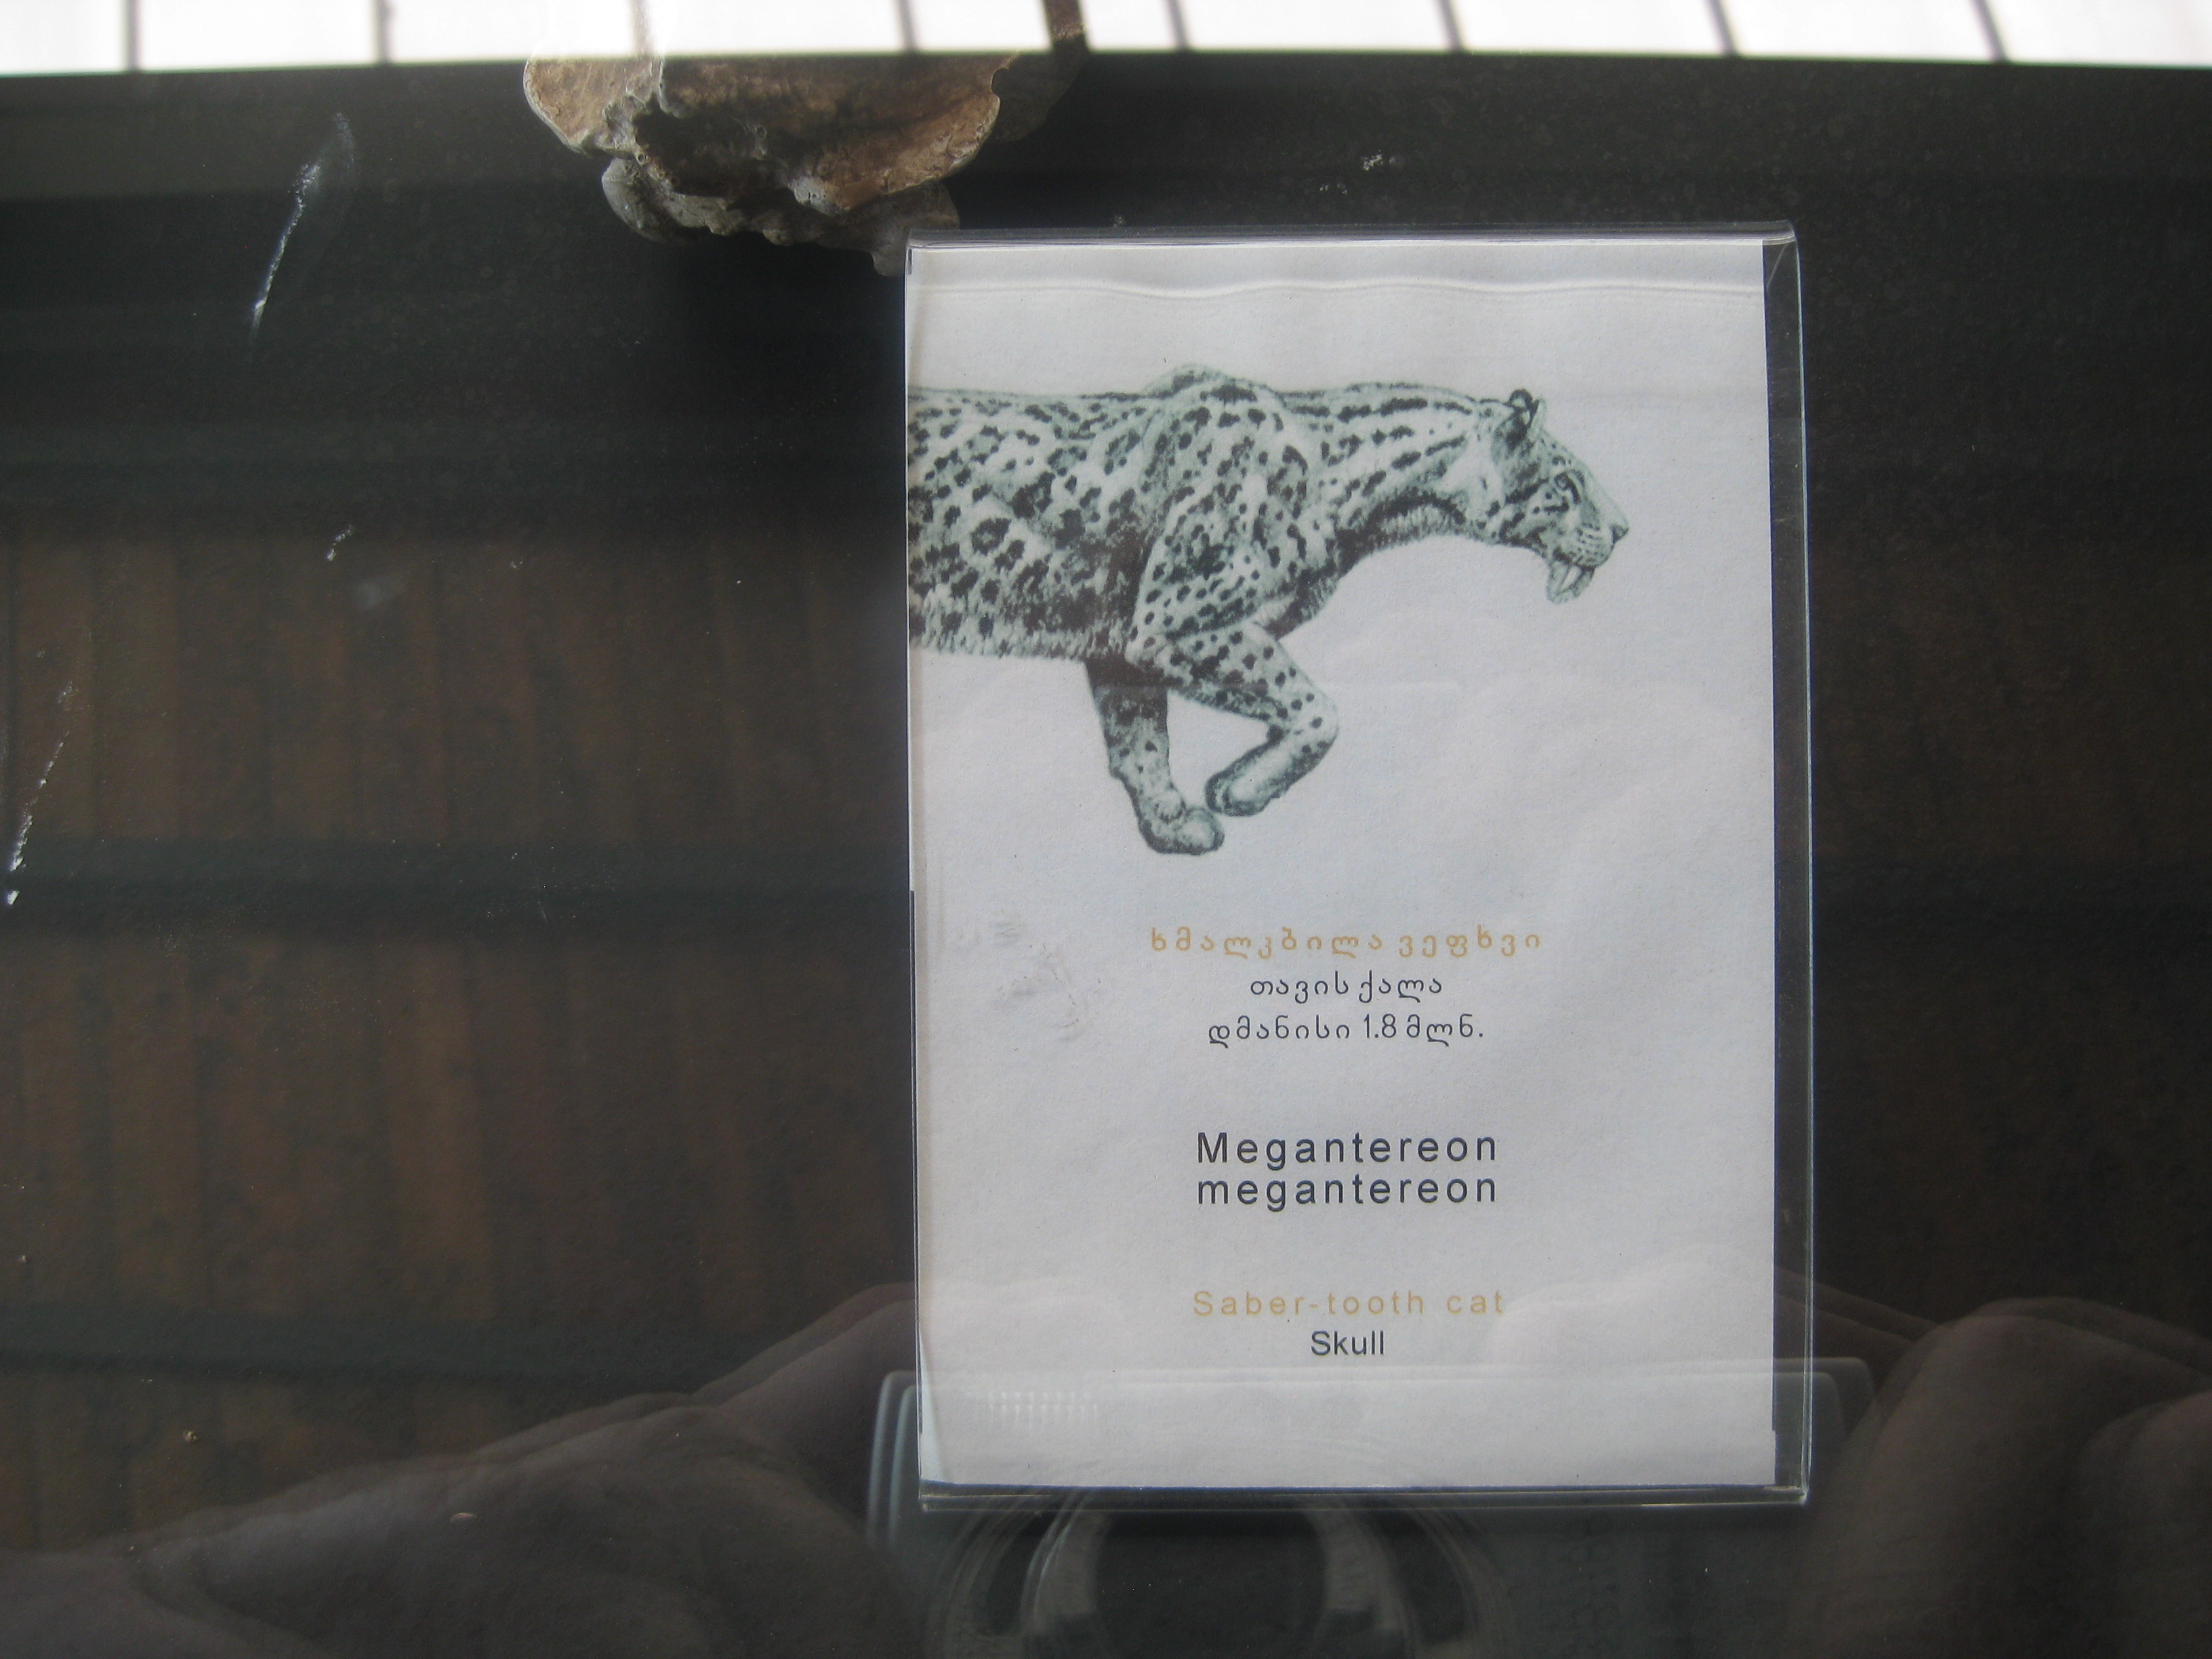 ხმალკბილა ვეფხვი
თავის ქალა
დმანისი 1.8 მლნ.
Megantereon
megantereon
Saber-tooth cat
Skull